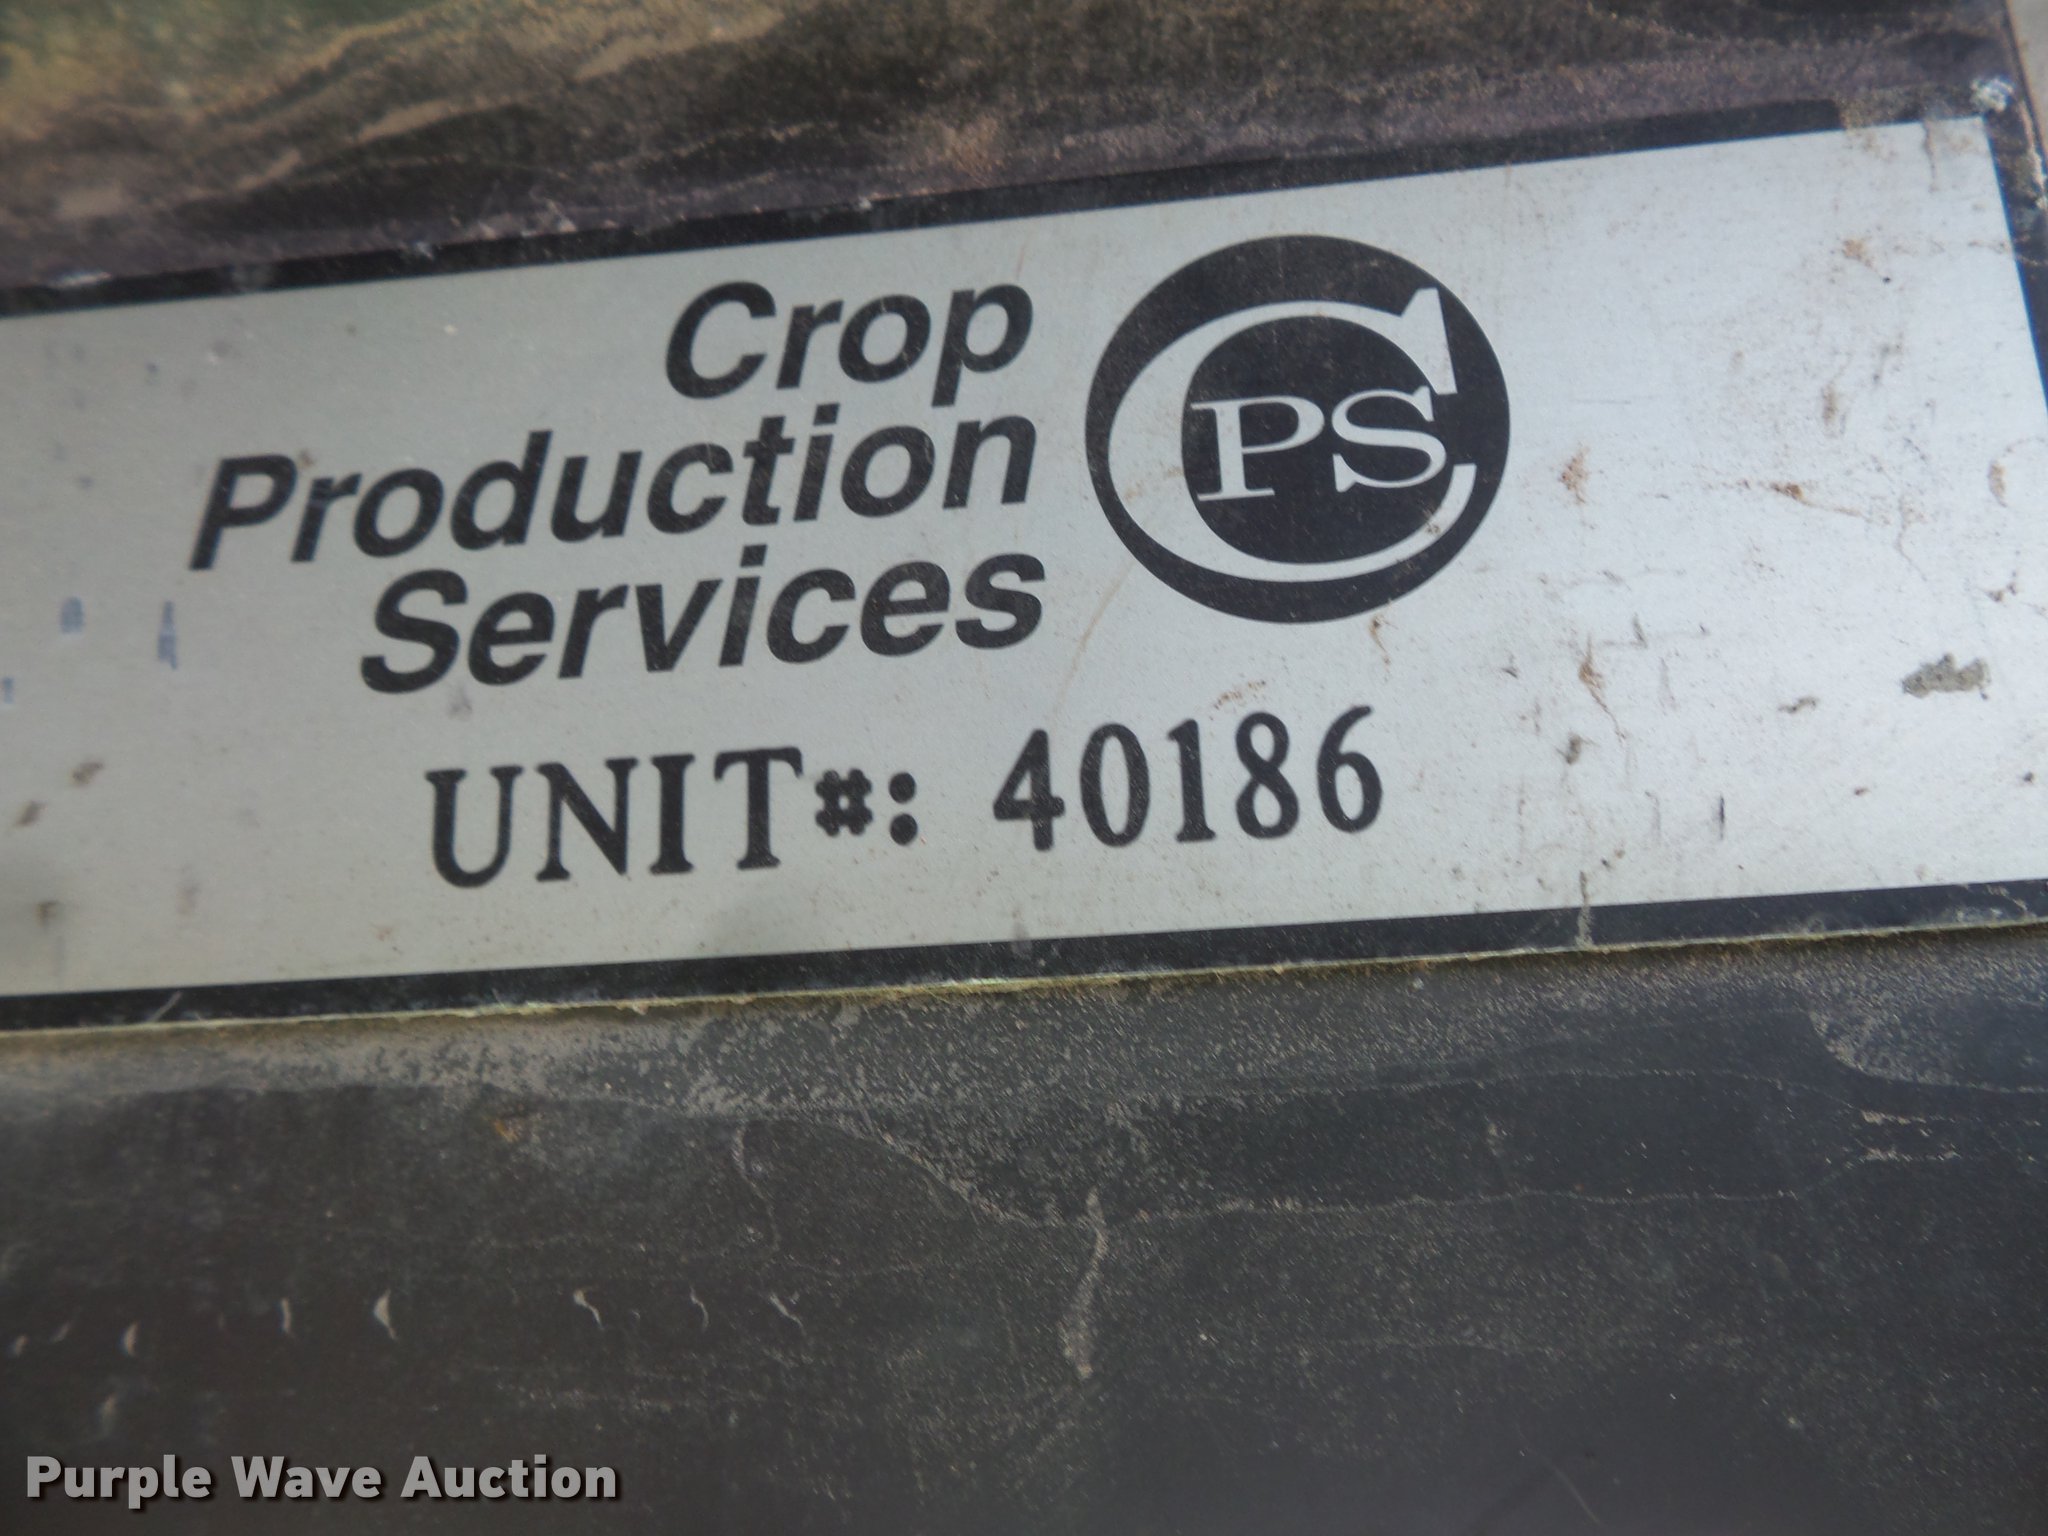 Crop
Production
Services
CPS
UNIT#: 40186
Purple Wave Auction